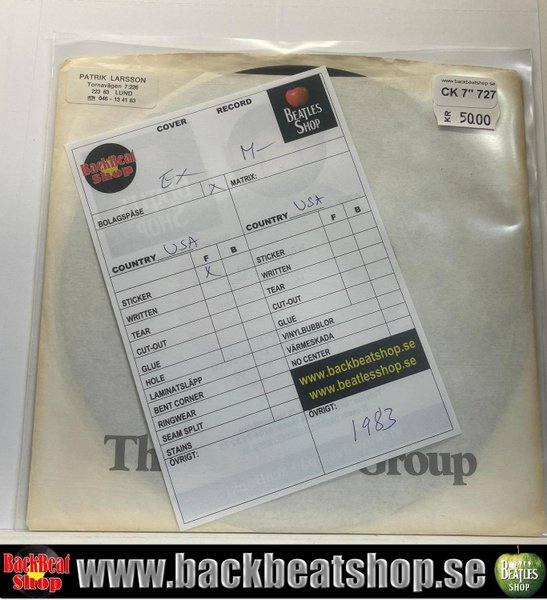 PATRIK LARSSON
Tornavägen 7:226
223 63 LUND
☎ 046 - 13 41 83
www.backbeatshop.se
CK 7" 727
KR 50.00
COVER RECORD
BackBeat Shop
BEATLES SHOP
EX M-
BOLAGSPÅSE X MATRIX:
COUNTRY USA
F B
STICKER X
WRITTEN
TEAR
CUT-OUT
GLUE
HOLE
LAMINATSLÄPP
BENT CORNER
RINGWEAR
SEAM SPLIT
STAINS
ÖVRIGT:
COUNTRY USA
F B
STICKER
WRITTEN
TEAR
CUT-OUT
GLUE
VINYLBUBBLOR
VÄRMESKADA
NO CENTER
www.backbeatshop.se
www.beatlesshop.se
ÖVRIGT:
1983
Th Group
BackBeat Shop www.backbeatshop.se BEATLES SHOP